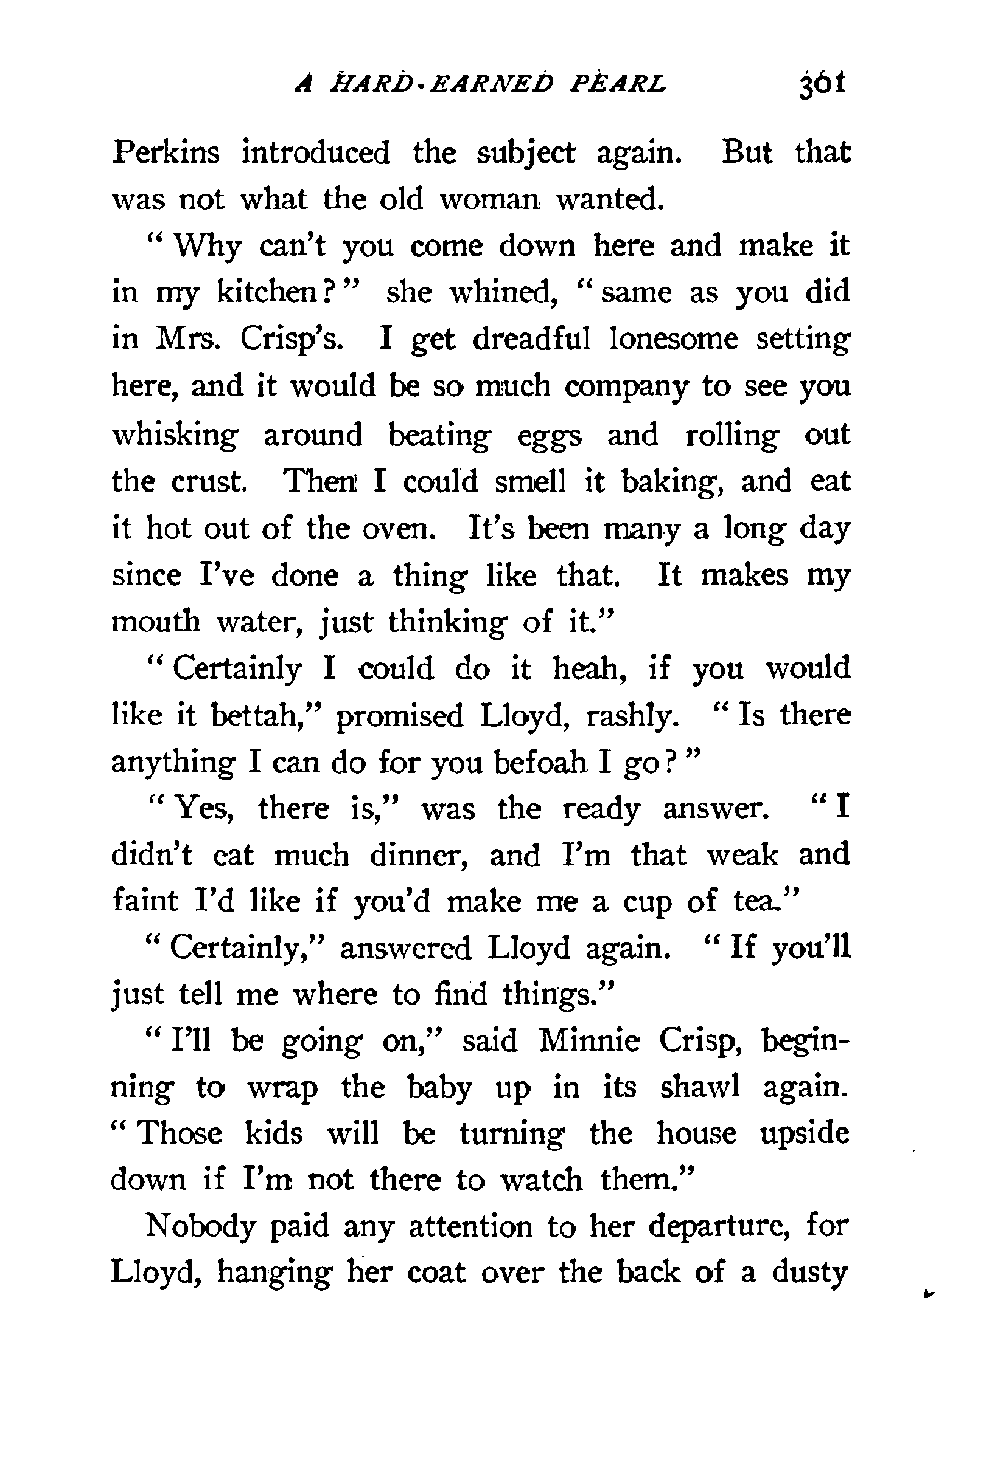 A HARD-EARNED PEARL 361
Perkins introduced the subject again. But that
was not what the old woman wanted.
“ Why can’t you come down here and make it
in my kitchen? ” she whined, “ same as you did
in Mrs. Crisp’s. I get dreadful lonesome setting
here, and it would be so much company to see you
whisking around beating eggs and rolling out
the crust. Then I could smell it baking, and eat
it hot out of the oven. It’s been many a long day
since I’ve done a thing like that. It makes my
mouth water, just thinking of it.”
“ Certainly I could do it heah, if you would
like it bettah,” promised Lloyd, rashly. “ Is there
anything I can do for you befoah I go? ”
“ Yes, there is,” was the ready answer. “ I
didn’t eat much dinner, and I’m that weak and
faint I’d like if you’d make me a cup of tea.”
“ Certainly,” answered Lloyd again. “ If you’ll
just tell me where to find things.”
“ I’ll be going on,” said Minnie Crisp, begin-
ning to wrap the baby up in its shawl again.
“ Those kids will be turning the house upside
down if I’m not there to watch them.”
Nobody paid any attention to her departure, for
Lloyd, hanging her coat over the back of a dusty